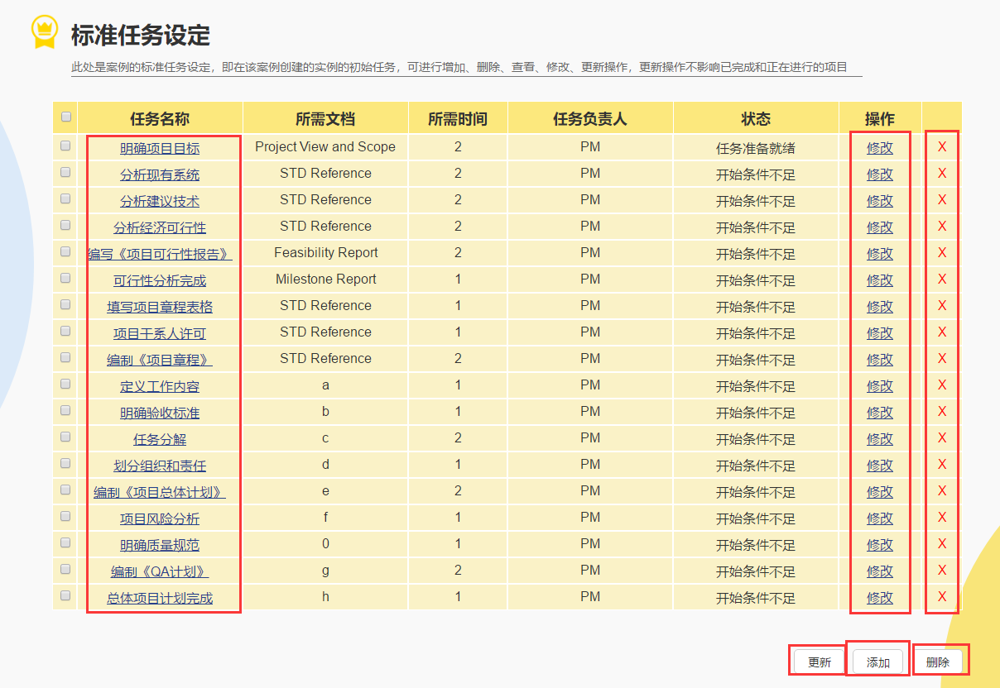 标准任务设定
此处是案例的标准任务设定，即在该案例创建的实例的初始任务，可进行增加、删除、查看、修改、更新操作，更新操作不影响已完成和正在进行的项目
任务名称 所需文档 所需时间 任务负责人 状态 操作
明确项目目标 Project View and Scope 2 PM 任务准备就绪 修改 X
分析现有系统 STD Reference 2 PM 开始条件不足 修改 X
分析建议技术 STD Reference 2 PM 开始条件不足 修改 X
分析经济可行性 STD Reference 2 PM 开始条件不足 修改 X
编写《项目可行性报告》 Feasibility Report 2 PM 开始条件不足 修改 X
可行性分析完成 Milestone Report 1 PM 开始条件不足 修改 X
填写项目章程表格 STD Reference 1 PM 开始条件不足 修改 X
项目干系人许可 STD Reference 1 PM 开始条件不足 修改 X
编制《项目章程》 STD Reference 2 PM 开始条件不足 修改 X
定义工作内容 a 1 PM 开始条件不足 修改 X
明确验收标准 b 1 PM 开始条件不足 修改 X
任务分解 c 2 PM 开始条件不足 修改 X
划分组织和责任 d 1 PM 开始条件不足 修改 X
编制《项目总体计划》 e 2 PM 开始条件不足 修改 X
项目风险分析 f 1 PM 开始条件不足 修改 X
明确质量规范 0 1 PM 开始条件不足 修改 X
编制《QA计划》 g 2 PM 开始条件不足 修改 X
总体项目计划完成 h 1 PM 开始条件不足 修改 X
更新 添加 删除